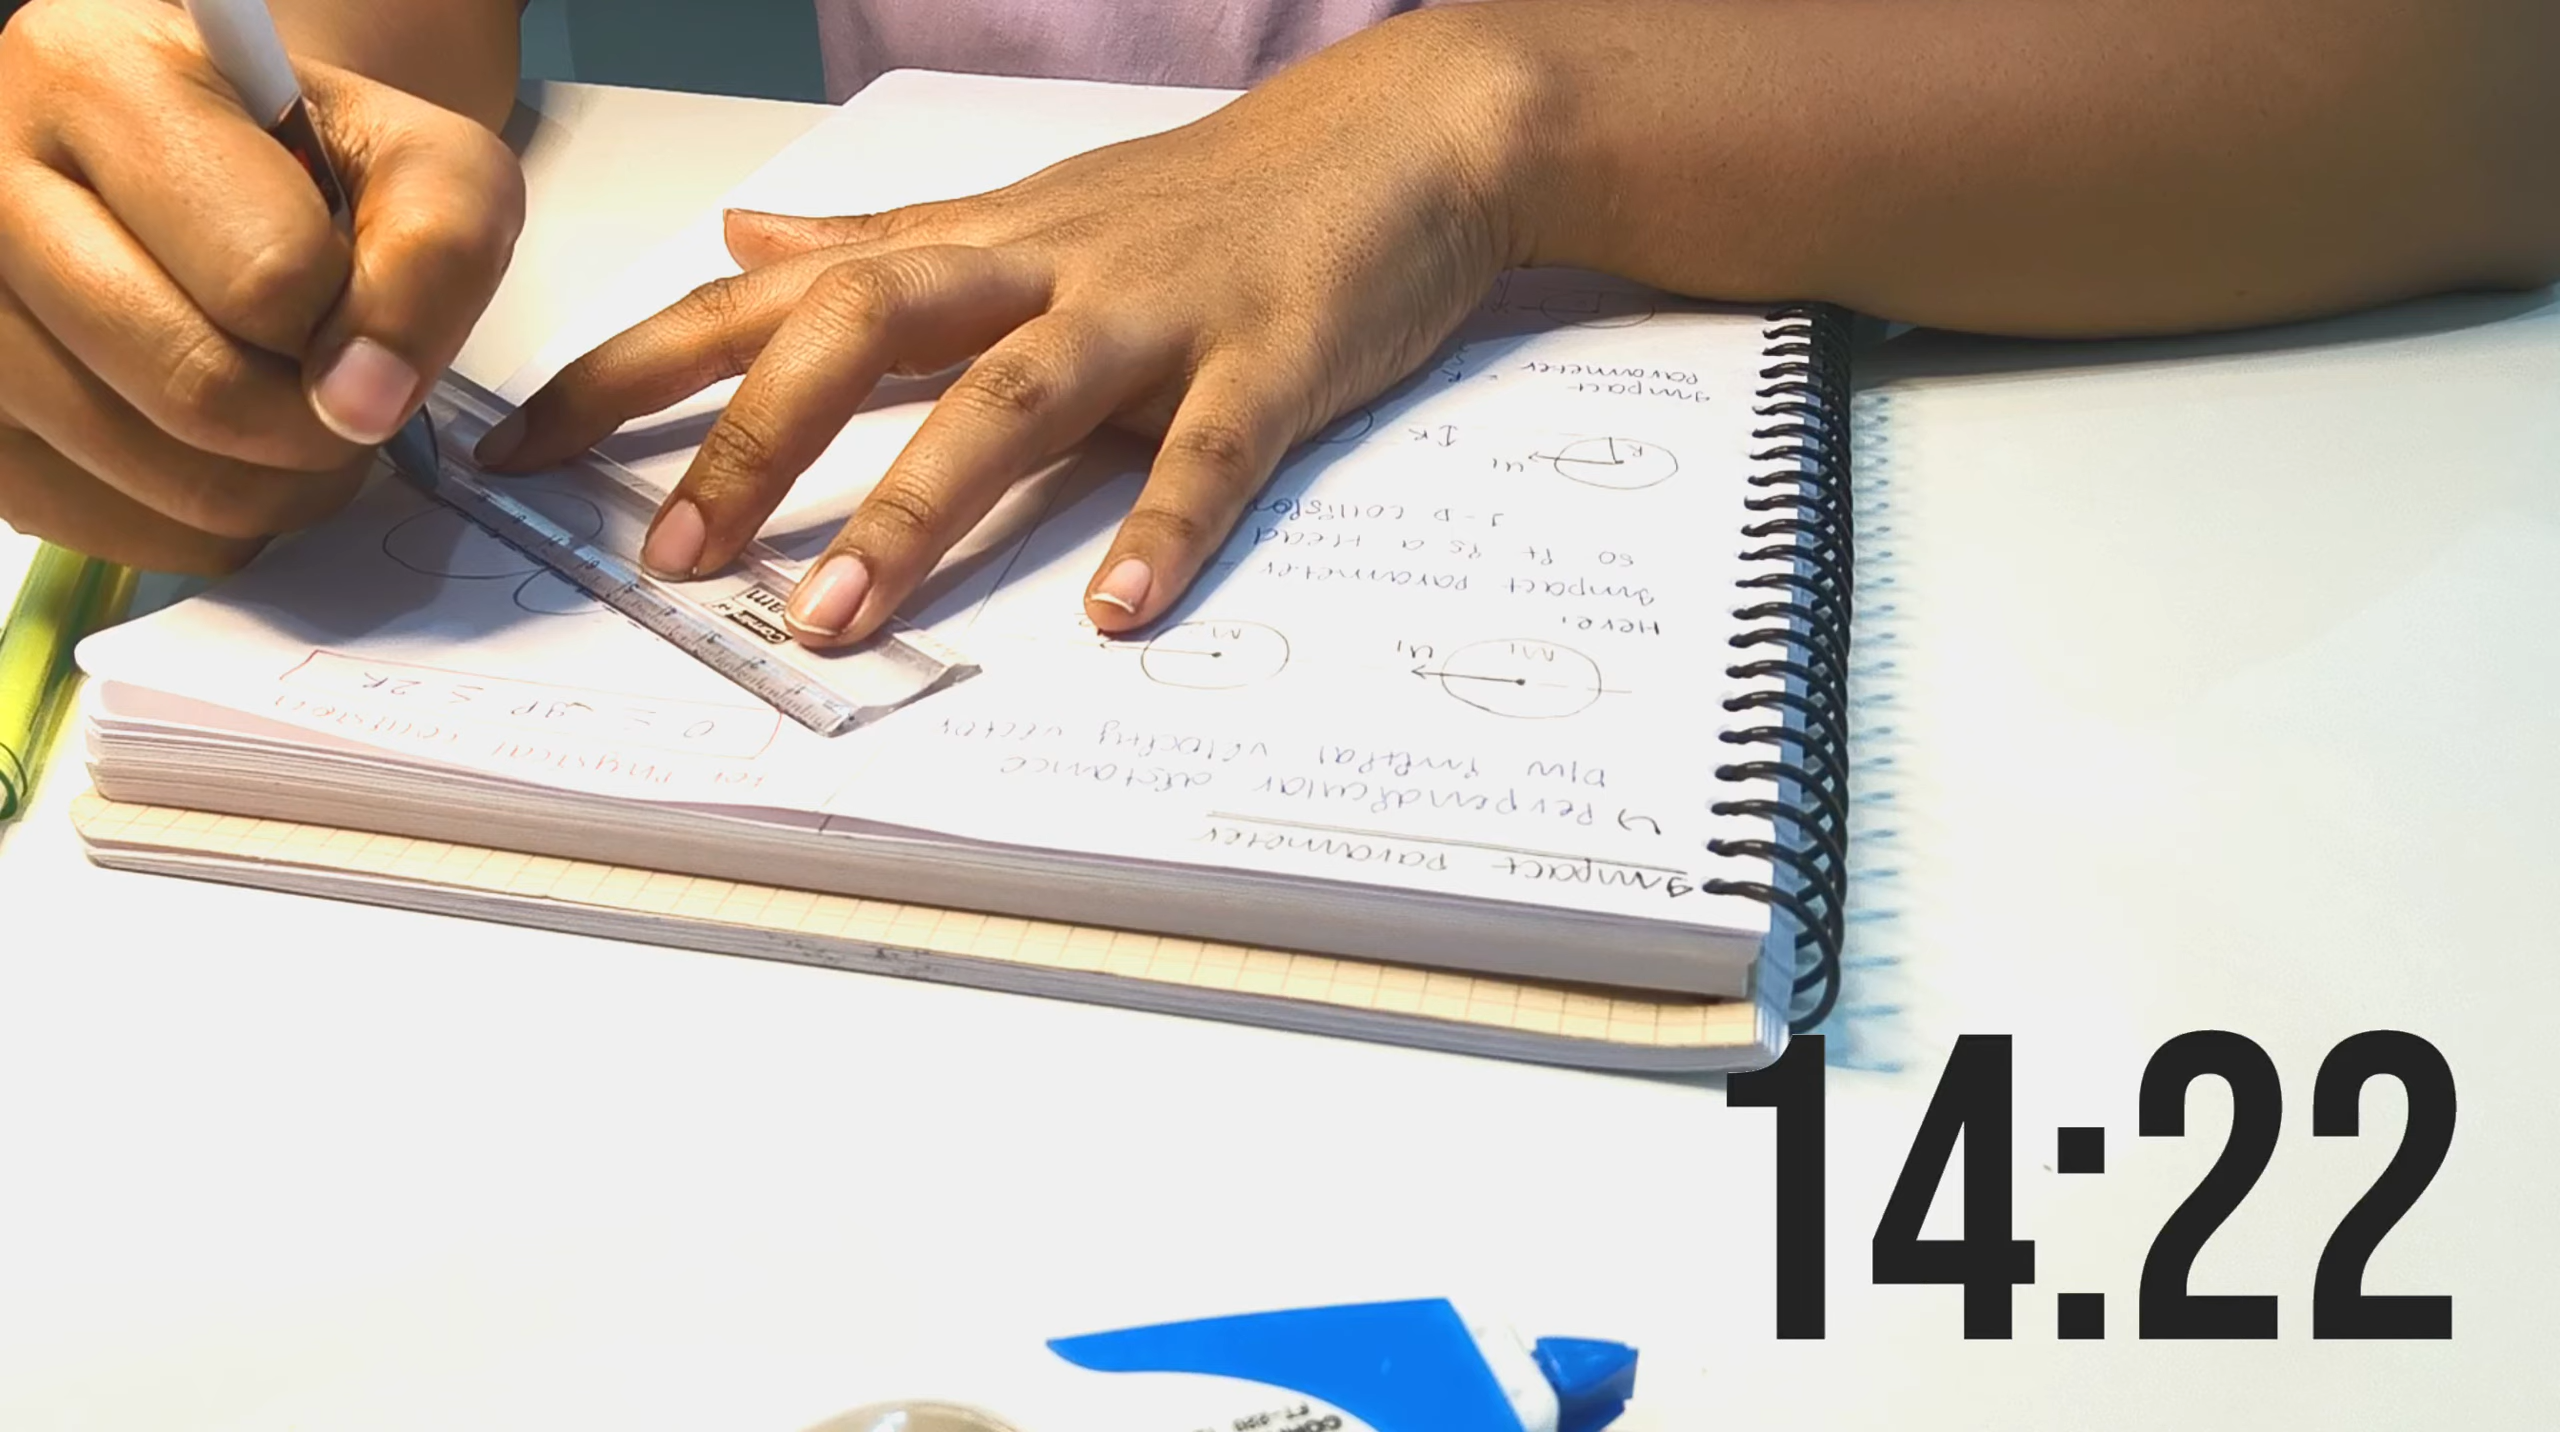 Impact parameter
↳ Perpendicular distance
b/w initial velocity vector
M1
u1
M2
Here,
Impact parameter =
so it is a Head
1-D collision
R
u1
I R
Impact
parameter = R
For Physical collision
0 ≤ IP ≤ 2R
cam
14:22